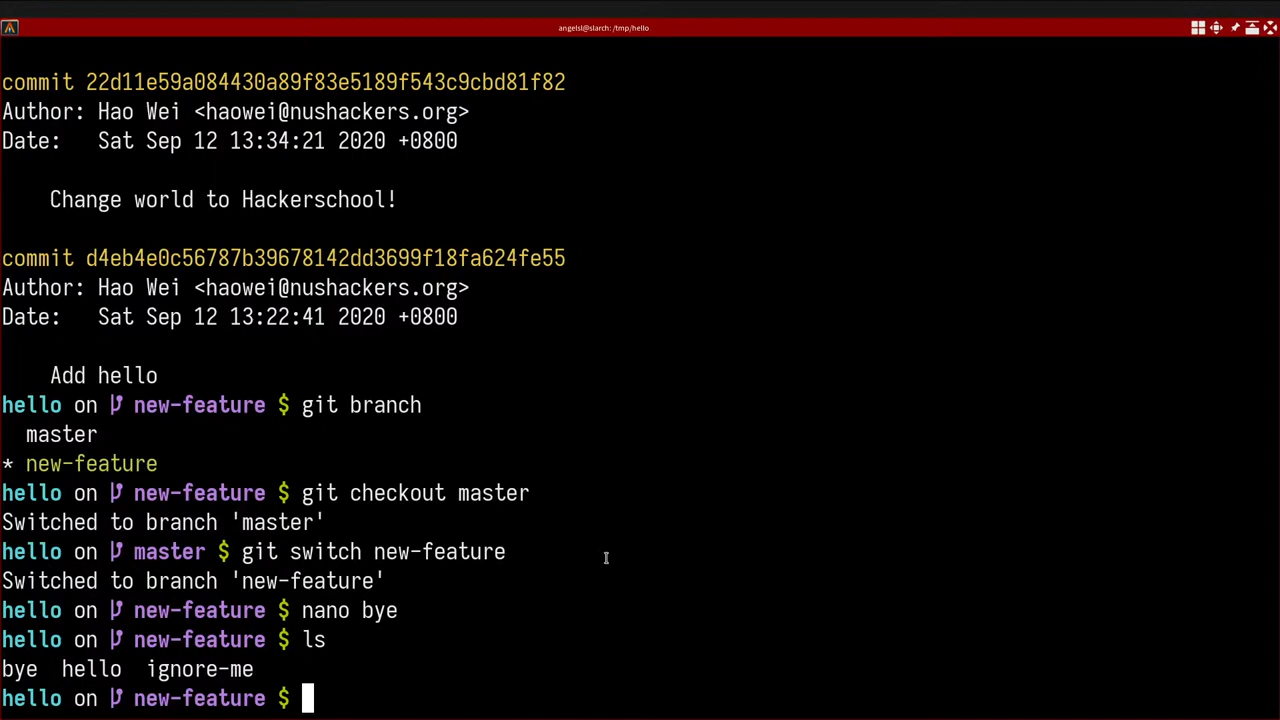 angelsl@slarch: /tmp/hello
commit 22d11e59a084430a89f83e5189f543c9cbd81f82
Author: Hao Wei <haowei@nushackers.org>
Date:   Sat Sep 12 13:34:21 2020 +0800
    Change world to Hackerschool!
commit d4eb4e0c56787b39678142dd3699f18fa624fe55
Author: Hao Wei <haowei@nushackers.org>
Date:   Sat Sep 12 13:22:41 2020 +0800
    Add hello
hello on new-feature $ git branch
  master
* new-feature
hello on new-feature $ git checkout master
Switched to branch 'master'
hello on master $ git switch new-feature
Switched to branch 'new-feature'
hello on new-feature $ nano bye
hello on new-feature $ ls
bye  hello  ignore-me
hello on new-feature $